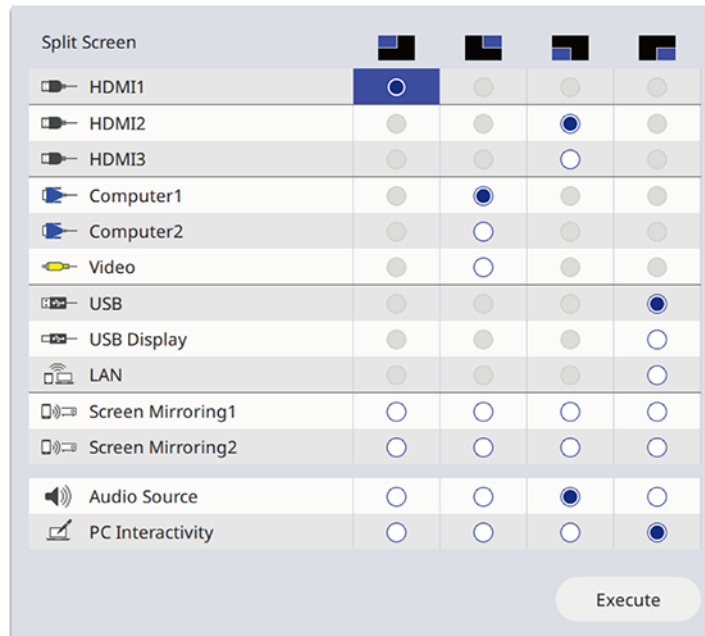 Split Screen
HDMI1
HDMI2
HDMI3
Computer1
Computer2
Video
USB
USB Display
LAN
Screen Mirroring1
Screen Mirroring2
Audio Source
PC Interactivity
Execute